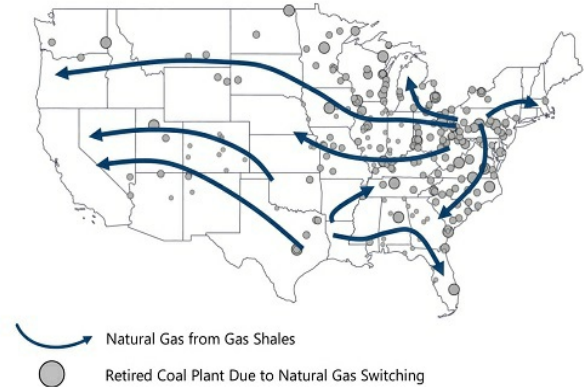 Natural Gas from Gas Shales
Retired Coal Plant Due to Natural Gas Switching